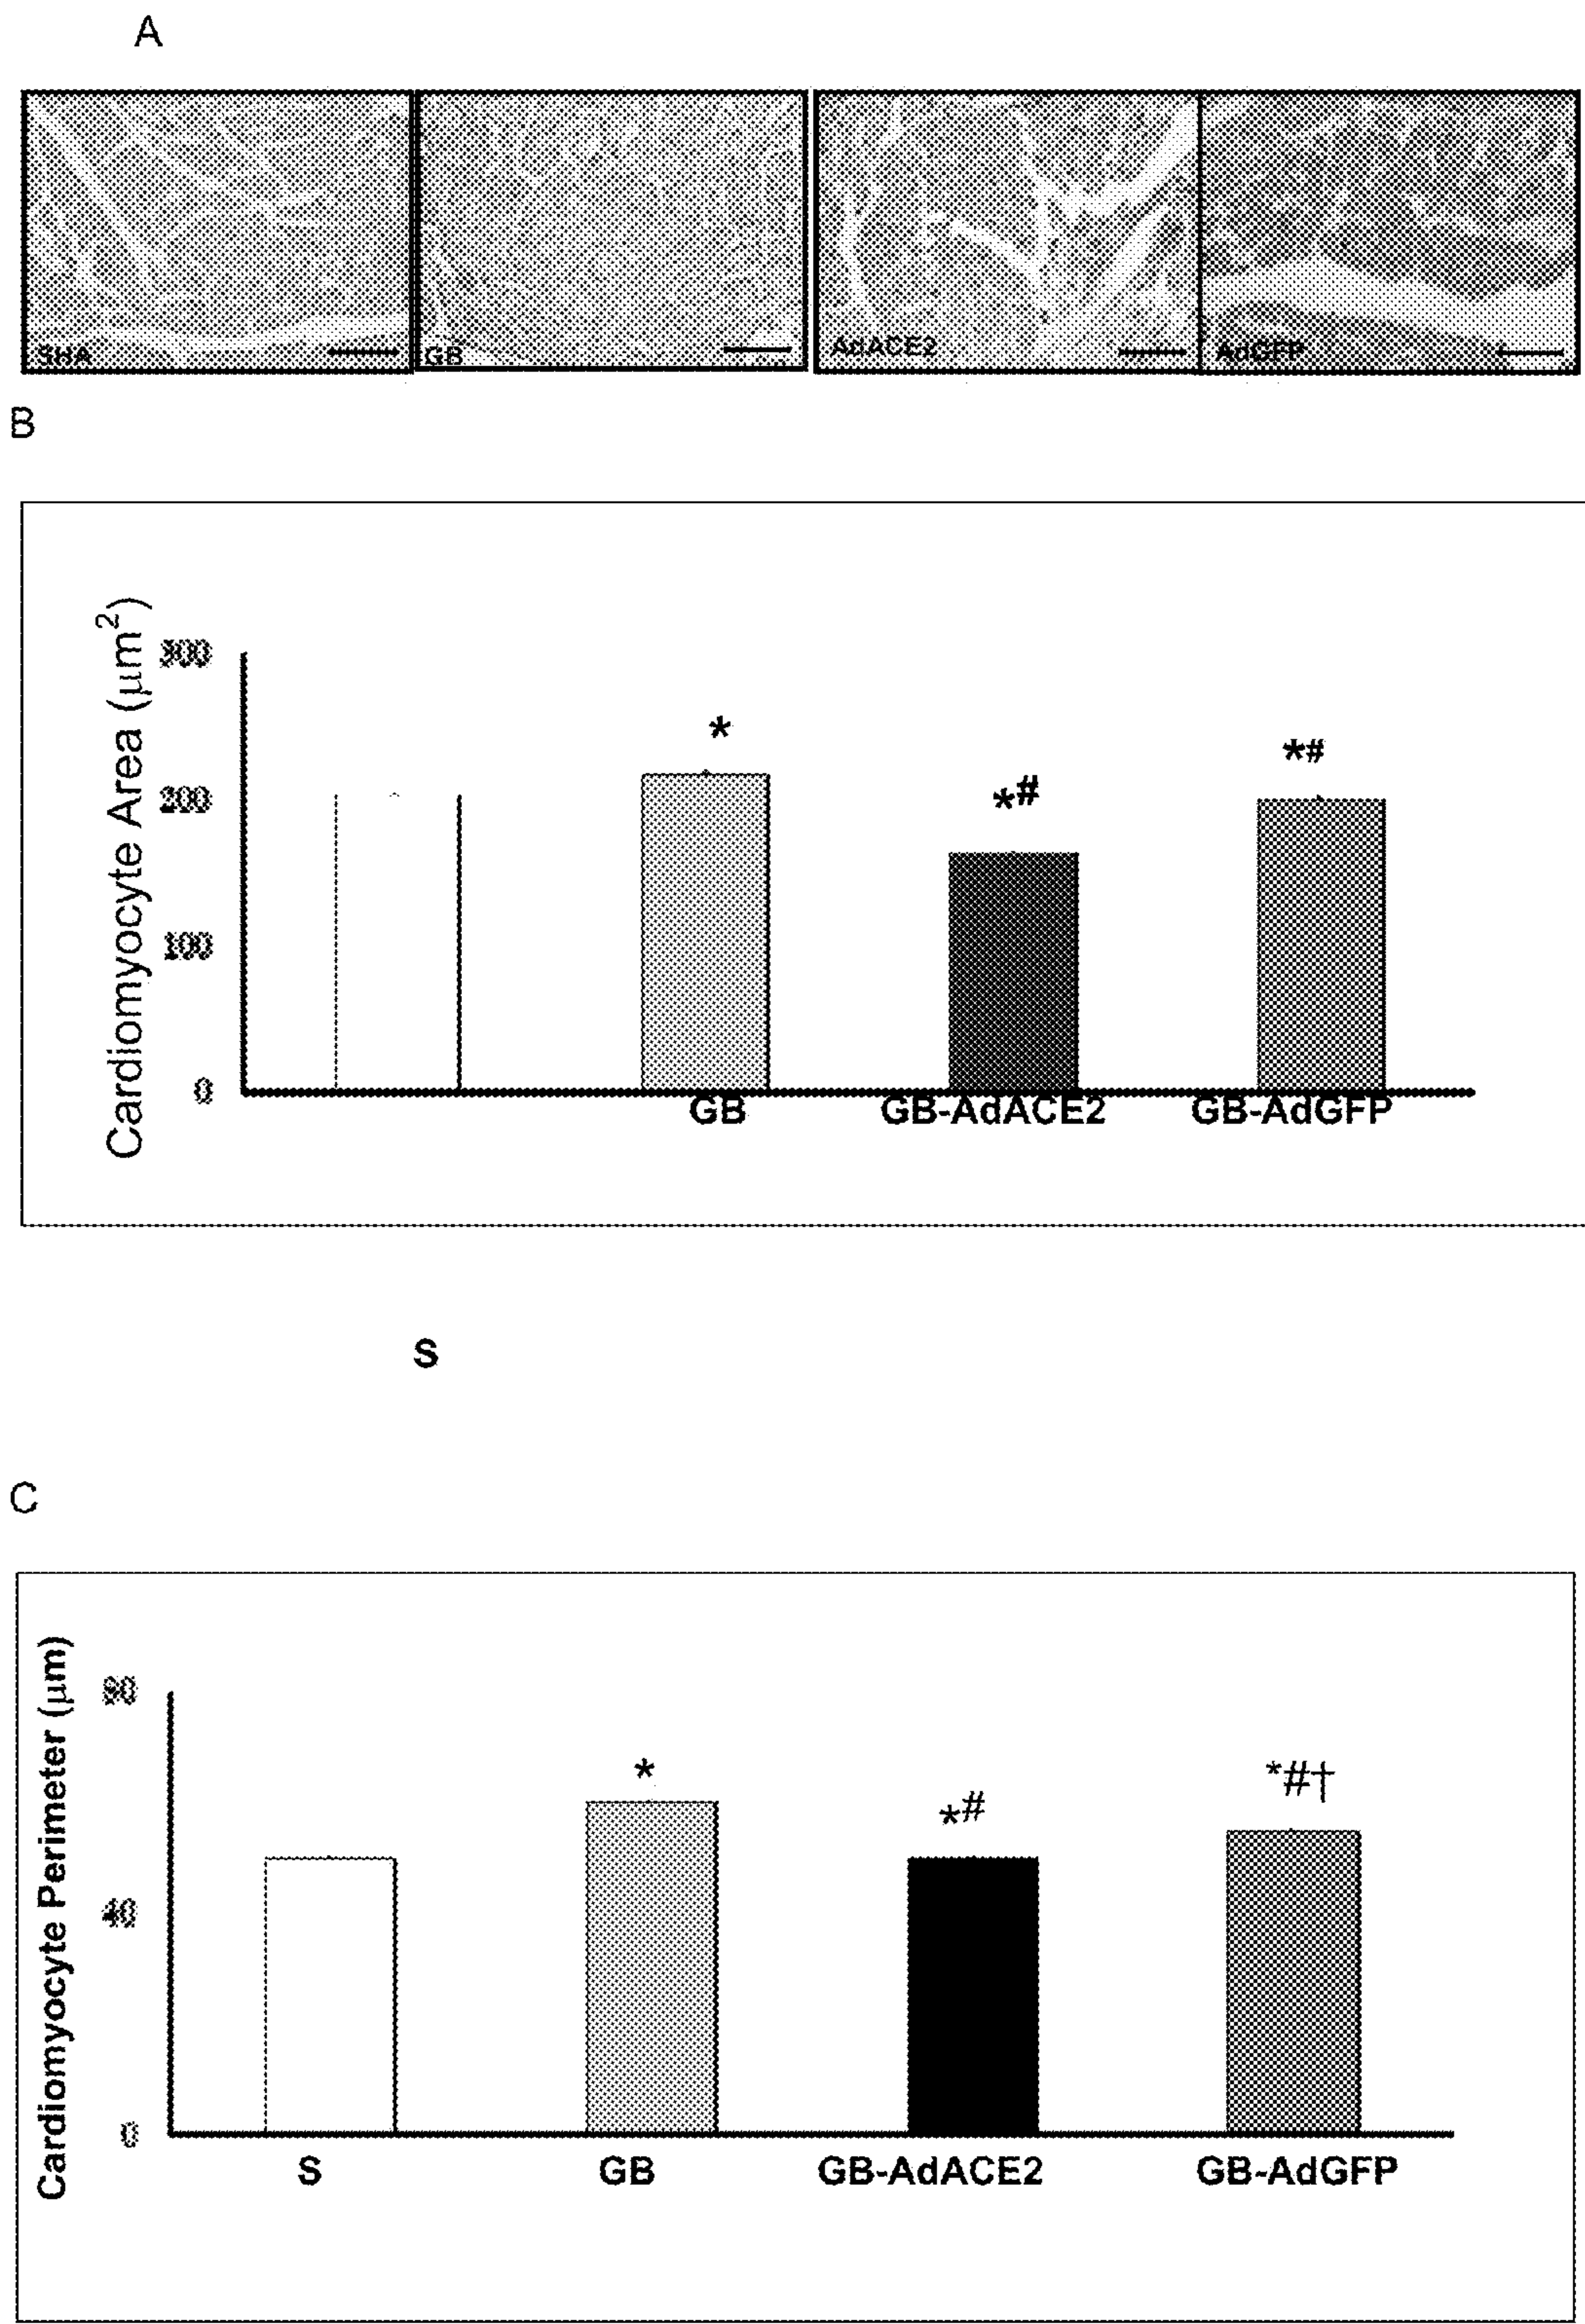 A
SHA GB AdACE2 AdGFP
B
Cardiomyocyte Area (μm²)
300
200
100
0
*
*#
*#
GB GB-AdACE2 GB-AdGFP
S
C
Cardiomyocyte Perimeter (μm)
80
40
0
*
*#
*#†
S GB GB-AdACE2 GB-AdGFP